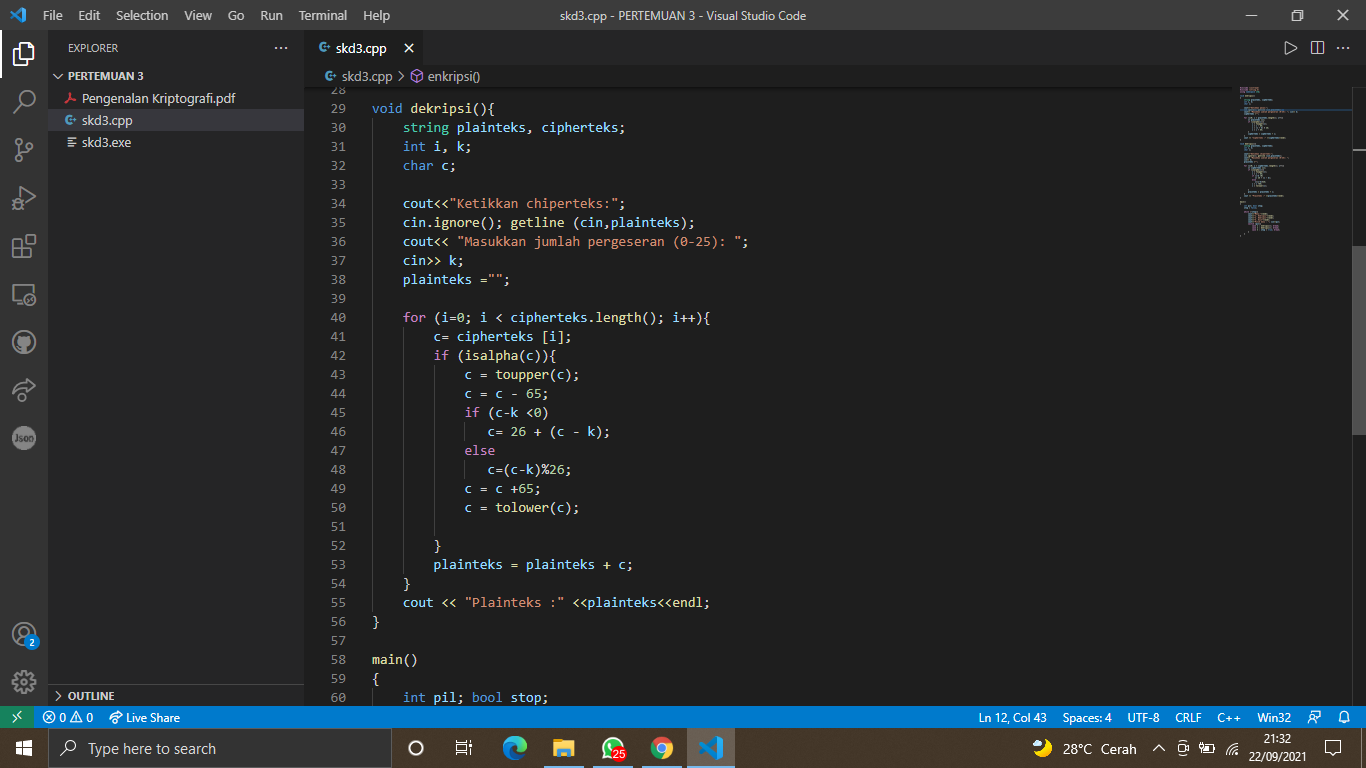 File Edit Selection View Go Run Terminal Help skd3.cpp - PERTEMUAN 3 - Visual Studio Code
EXPLORER
PERTEMUAN 3
Pengenalan Kriptografi.pdf
skd3.cpp
skd3.exe
OUTLINE
skd3.cpp
skd3.cpp > enkripsi()
28
29 void dekripsi(){
30 string plainteks, cipherteks;
31 int i, k;
32 char c;
33
34 cout<<"Ketikkan chiperteks:";
35 cin.ignore(); getline (cin,plainteks);
36 cout<< "Masukkan jumlah pergeseran (0-25): ";
37 cin>> k;
38 plainteks ="";
39
40 for (i=0; i < cipherteks.length(); i++){
41 c= cipherteks [i];
42 if (isalpha(c)){
43 c = toupper(c);
44 c = c - 65;
45 if (c-k <0)
46 c= 26 + (c - k);
47 else
48 c=(c-k)%26;
49 c = c +65;
50 c = tolower(c);
51
52 }
53 plainteks = plainteks + c;
54 }
55 cout << "Plainteks :" <<plainteks<<endl;
56 }
57
58 main()
59 {
60 int pil; bool stop;
Json
2
0 0 Live Share Ln 12, Col 43 Spaces: 4 UTF-8 CRLF C++ Win32
Type here to search 25 28°C Cerah 21:32
22/09/2021